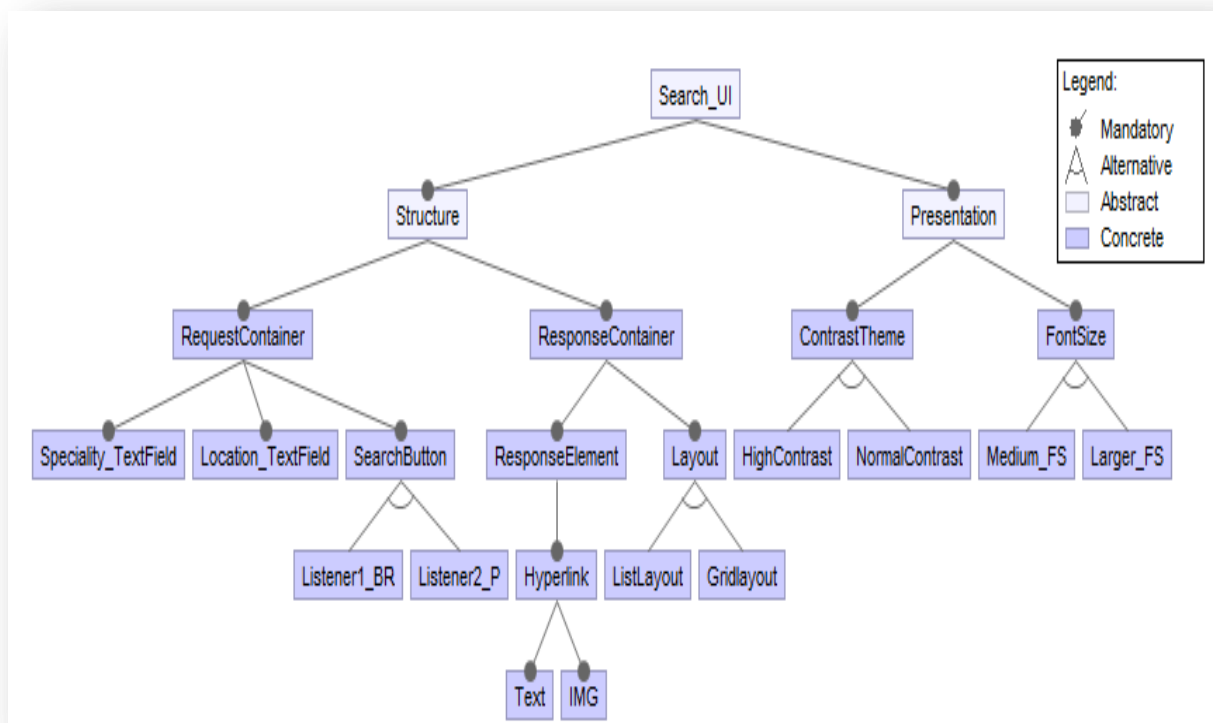 Search_UI
Legend:
Mandatory
Alternative
Abstract
Concrete
Structure
Presentation
RequestContainer
ResponseContainer
ContrastTheme
FontSize
Speciality_TextField
Location_TextField
SearchButton
ResponseElement
Layout
HighContrast
NormalContrast
Medium_FS
Larger_FS
Listener1_BR
Listener2_P
Hyperlink
ListLayout
Gridlayout
Text
IMG